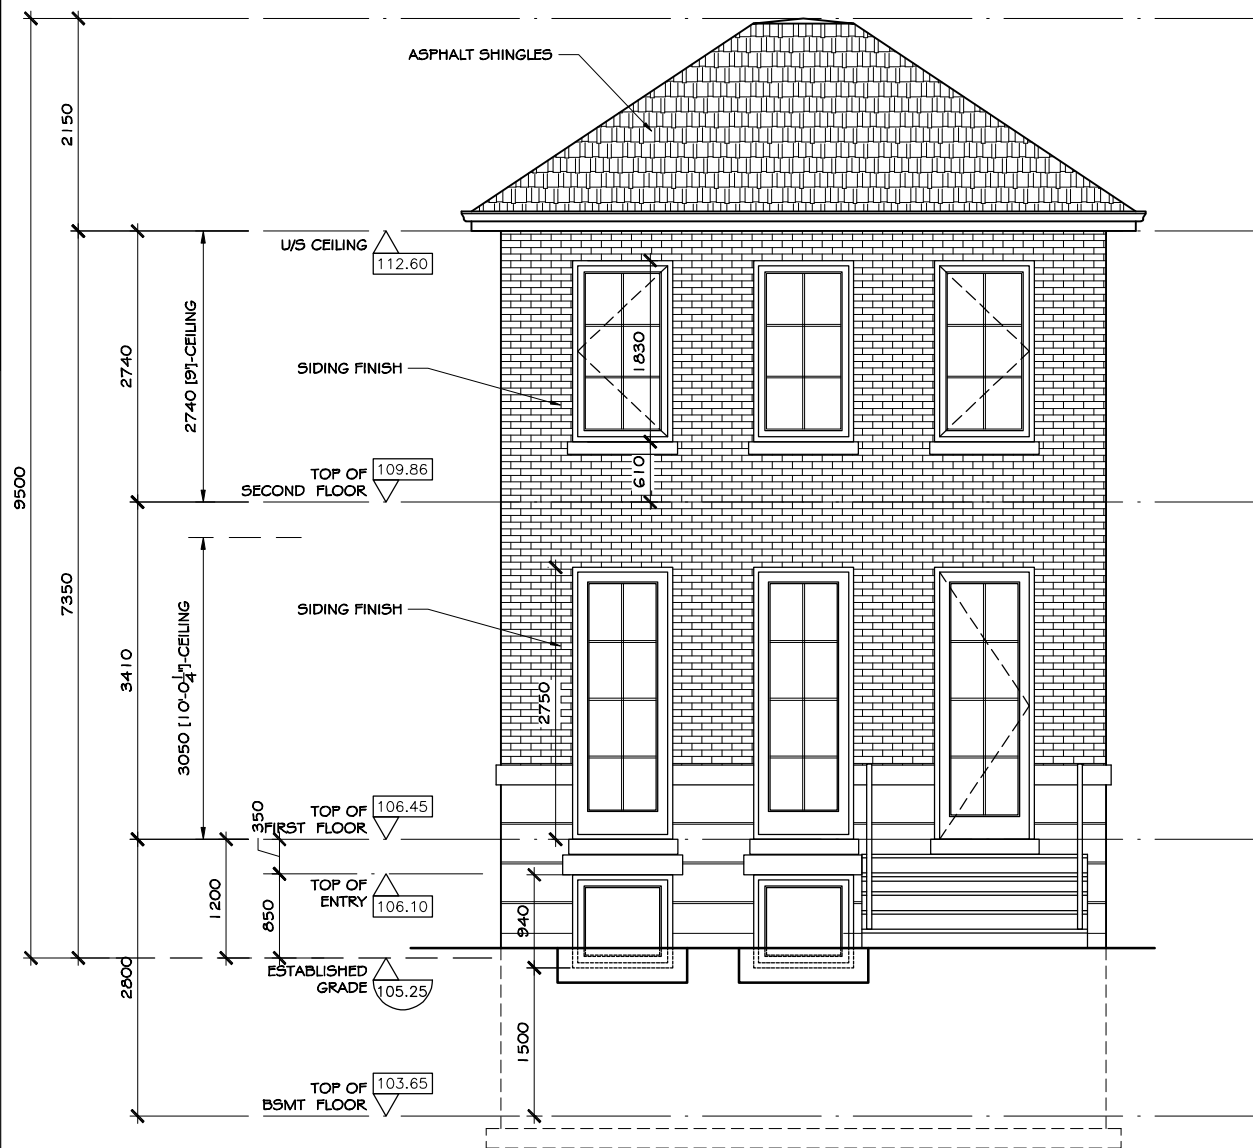 ASPHALT SHINGLES
2150
U/S CEILING
112.60
2740
2740 [9']-CEILING
SIDING FINISH
1830
TOP OF
SECOND FLOOR
109.86
610
9500
7350
3410
3050 [10'-0 1/4"]-CEILING
SIDING FINISH
2750
TOP OF
FIRST FLOOR
106.45
350
1200
850
TOP OF
ENTRY
106.10
940
2800
ESTABLISHED
GRADE
105.25
1500
TOP OF
BSMT FLOOR
103.65